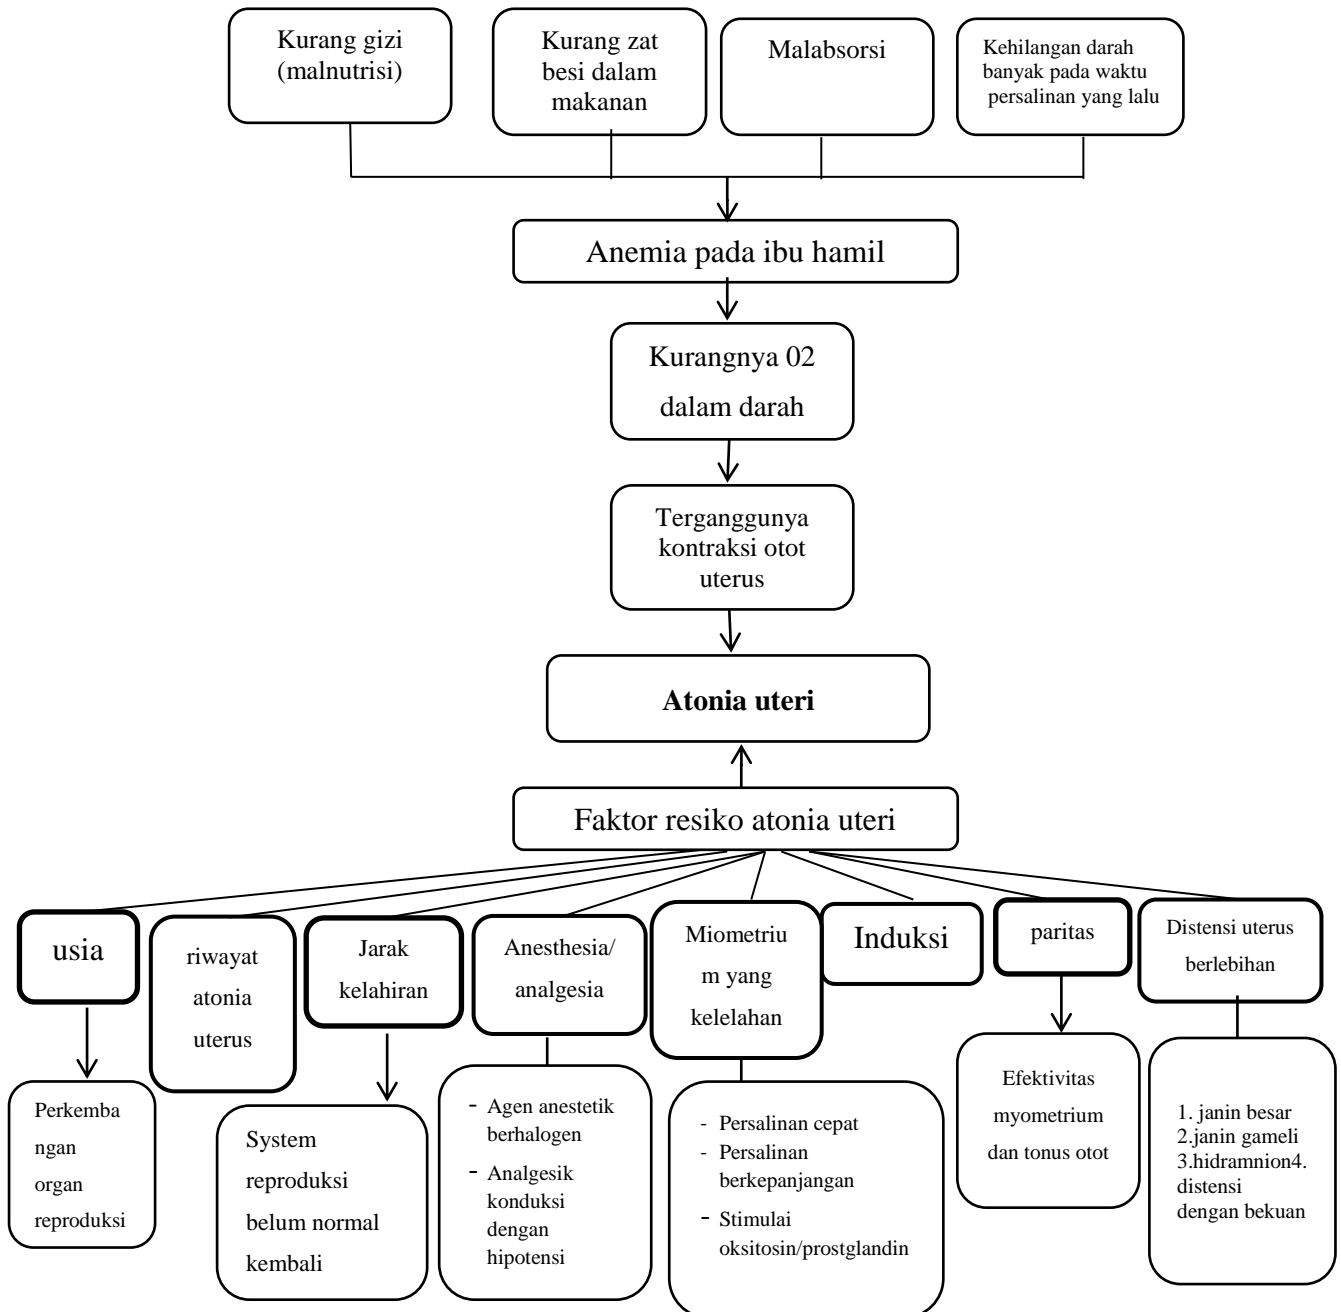 Kurang gizi
(malnutrisi)
Kurang zat
besi dalam
makanan
Malabsorsi
Kehilangan darah
banyak pada waktu
persalinan yang lalu
Anemia pada ibu hamil
Kurangnya 02
dalam darah
Terganggunya
kontraksi otot
uterus
Atonia uteri
Faktor resiko atonia uteri
usia
riwayat
atonia
uterus
Jarak
kelahiran
Anesthesia/
analgesia
Miometriu
m yang
kelelahan
Induksi
paritas
Distensi uterus
berlebihan
Perkemba
ngan
organ
reproduksi
System
reproduksi
belum normal
kembali
- Agen anestetik
berhalogen
- Analgesik
konduksi
dengan
hipotensi
- Persalinan cepat
- Persalinan
berkepanjangan
- Stimulai
oksitosin/prostglandin
Efektivitas
myometrium
dan tonus otot
1. janin besar
2.janin gameli
3.hidramnion4.
distensi
dengan bekuan